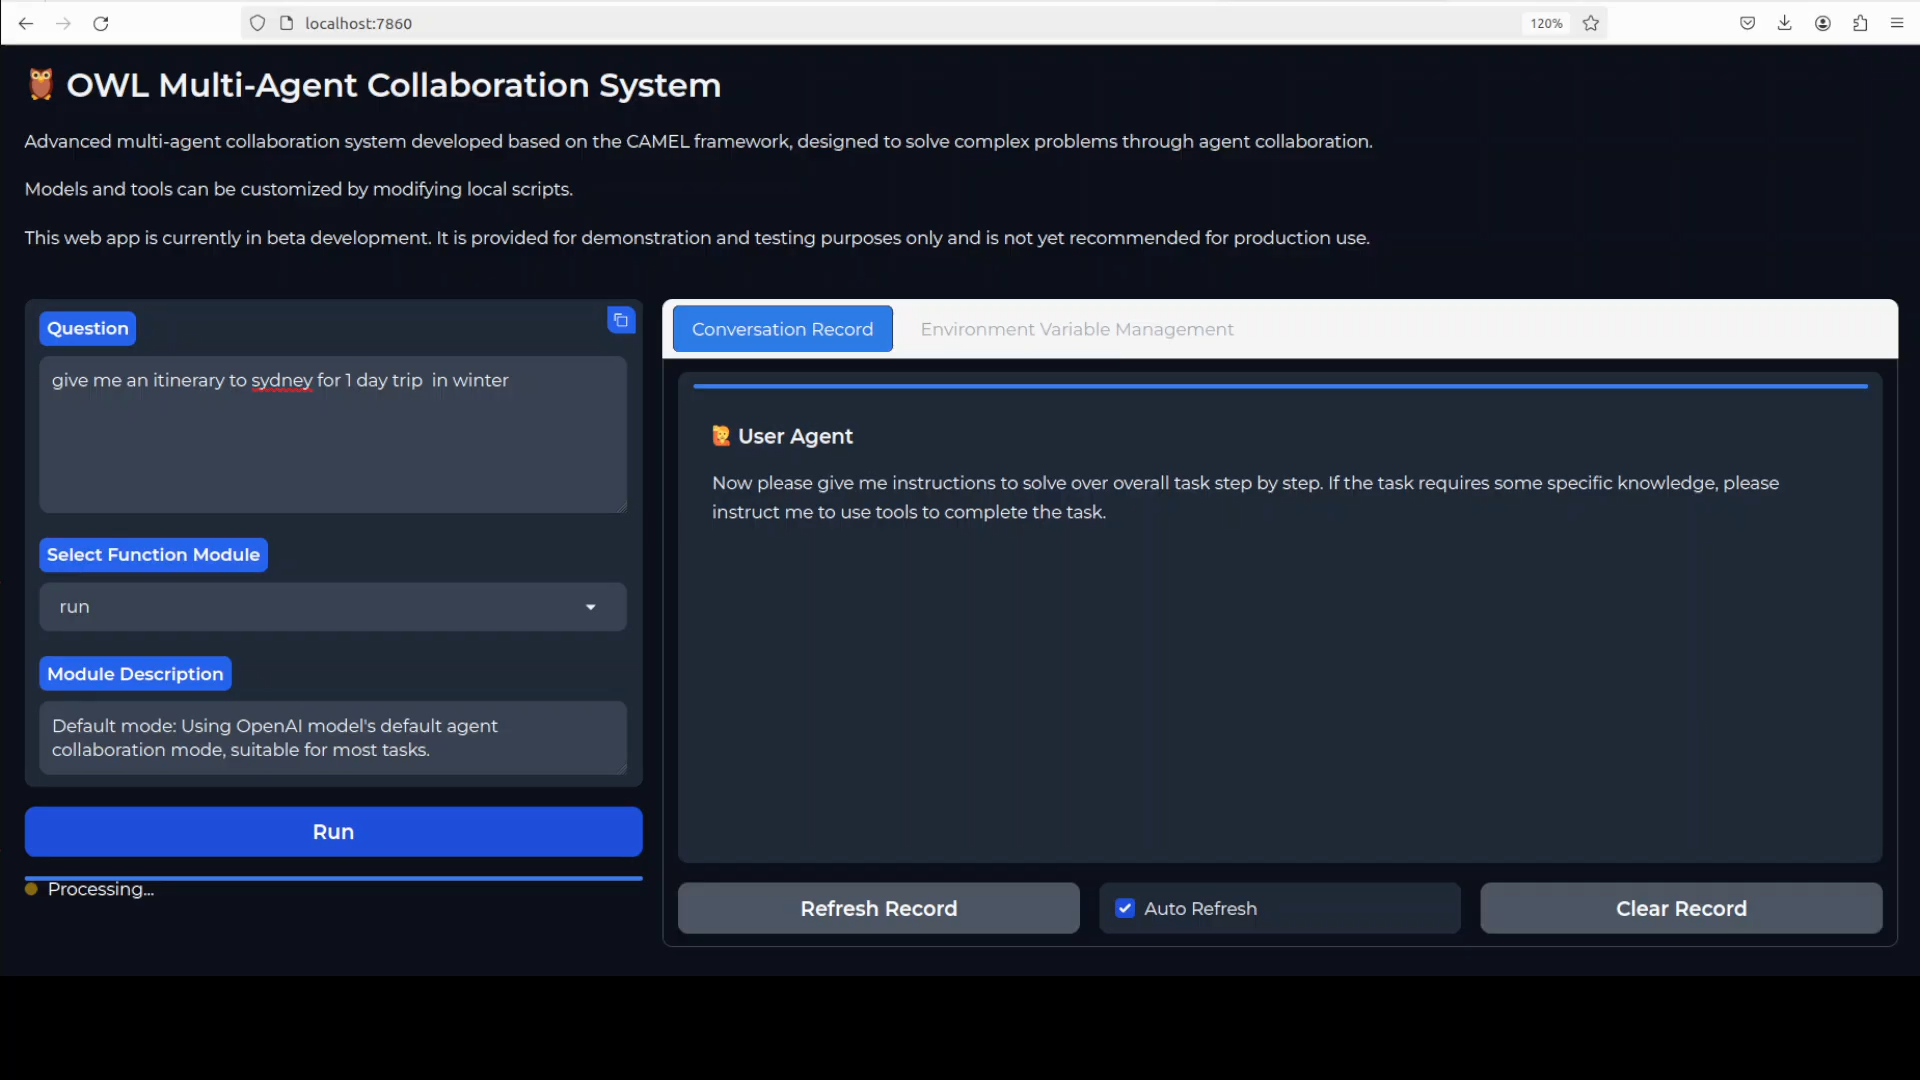 localhost:7860
120%
OWL Multi-Agent Collaboration System
Advanced multi-agent collaboration system developed based on the CAMEL framework, designed to solve complex problems through agent collaboration.
Models and tools can be customized by modifying local scripts.
This web app is currently in beta development. It is provided for demonstration and testing purposes only and is not yet recommended for production use.
Question
give me an itinerary to sydney for 1 day trip  in winter
Select Function Module
run
Module Description
Default mode: Using OpenAI model's default agent
collaboration mode, suitable for most tasks.
Run
Processing...
Conversation Record
Environment Variable Management
User Agent
Now please give me instructions to solve over overall task step by step. If the task requires some specific knowledge, please
instruct me to use tools to complete the task.
Refresh Record
Auto Refresh
Clear Record